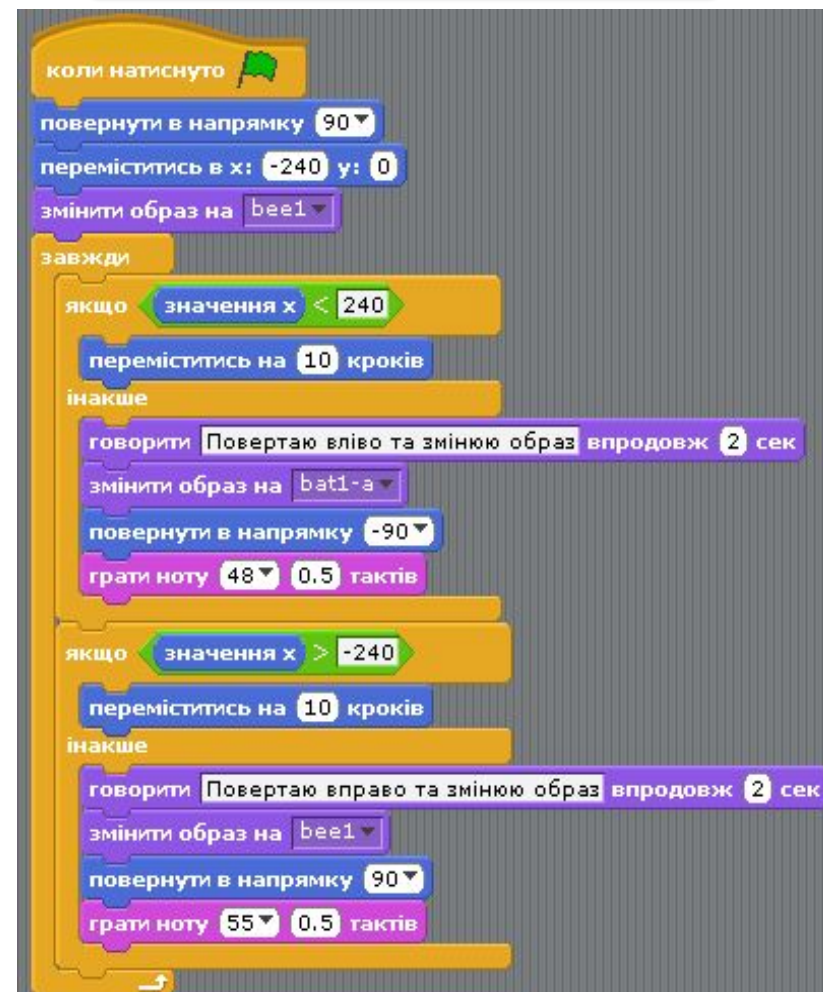 коли натиснуто
повернути в напрямку 90
переміститись в x: -240 y: 0
змінити образ на bee1
завжди
якщо значення x < 240
переміститись на 10 кроків
інакше
говорити Повертаю вліво та змінюю образ впродовж 2 сек
змінити образ на bat1-a
повернути в напрямку -90
грати ноту 48 0.5 тактів
якщо значення x > -240
переміститись на 10 кроків
інакше
говорити Повертаю вправо та змінюю образ впродовж 2 сек
змінити образ на bee1
повернути в напрямку 90
грати ноту 55 0.5 тактів